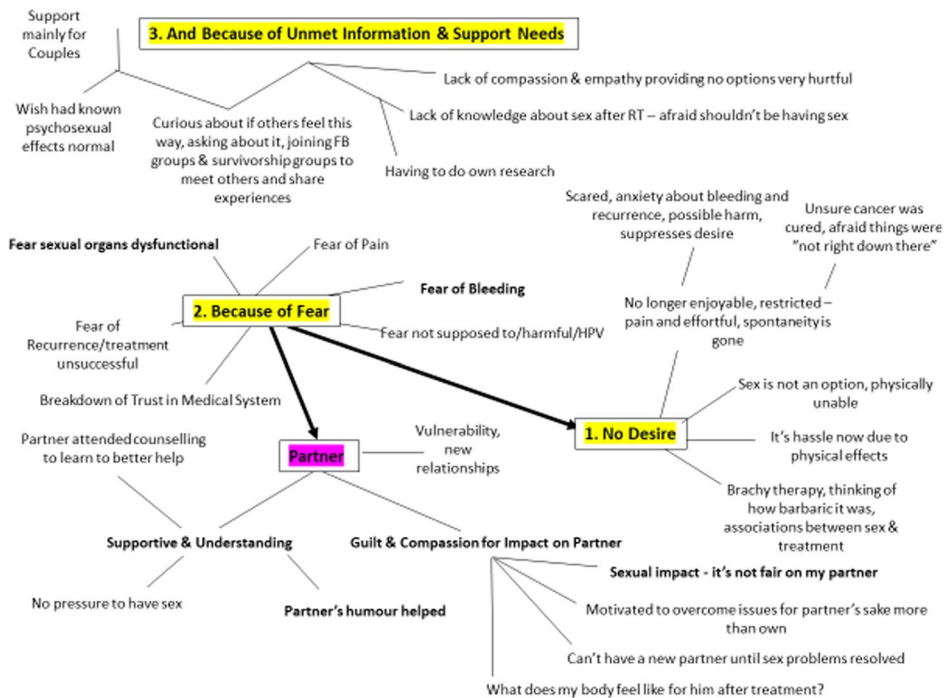 Support
mainly for
Couples
3. And Because of Unmet Information & Support Needs
Lack of compassion & empathy providing no options very hurtful
Wish had known
psychosexual
effects normal
Curious about if others feel this
way, asking about it, joining FB
groups & survivorship groups to
meet others and share
experiences
Lack of knowledge about sex after RT – afraid shouldn't be having sex
Having to do own research
Scared, anxiety about bleeding and
recurrence, possible harm,
suppresses desire
Unsure cancer was
cured, afraid things were
"not right down there"
Fear sexual organs dysfunctional
Fear of Pain
Fear of Bleeding
2. Because of Fear
No longer enjoyable, restricted –
pain and effortful, spontaneity is
gone
Fear of
Recurrence/treatment
unsuccessful
Fear not supposed to/harmful/HPV
Breakdown of Trust in Medical System
Sex is not an option, physically
unable
1. No Desire
It's hassle now due to
physical effects
Brachy therapy, thinking of
how barbaric it was,
associations between sex &
treatment
Partner attended counselling
to learn to better help
Partner
Vulnerability,
new
relationships
Supportive & Understanding
Guilt & Compassion for Impact on Partner
No pressure to have sex
Partner's humour helped
Sexual impact - it's not fair on my partner
Motivated to overcome issues for partner's sake more
than own
Can't have a new partner until sex problems resolved
What does my body feel like for him after treatment?